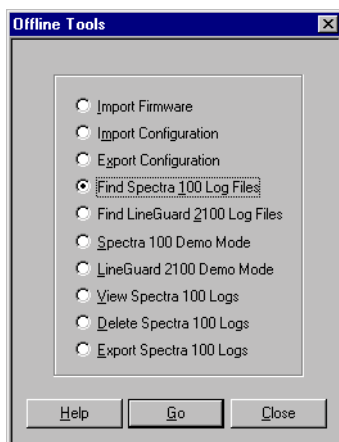 Offline Tools
Import Firmware
Import Configuration
Export Configuration
Find Spectra 100 Log Files
Find LineGuard 2100 Log Files
Spectra 100 Demo Mode
LineGuard 2100 Demo Mode
View Spectra 100 Logs
Delete Spectra 100 Logs
Export Spectra 100 Logs
Help Go Close